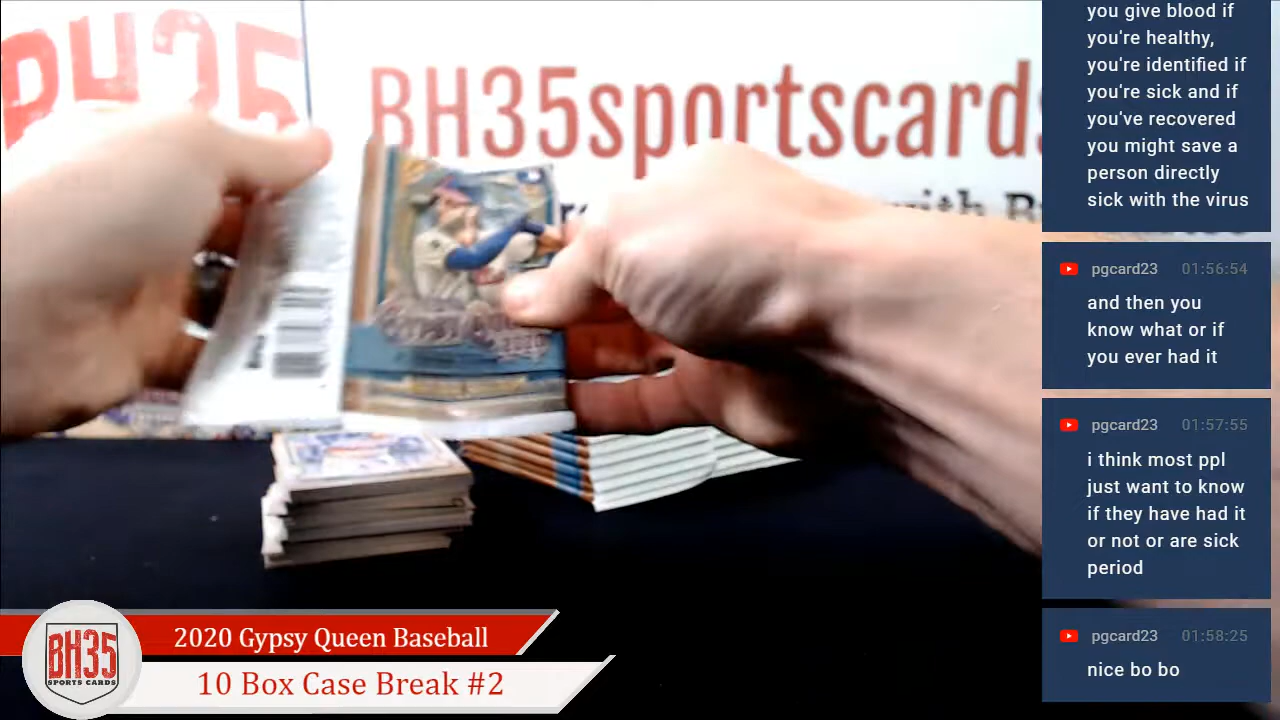 BH35
BH35sportscards
with
Gypsy Queen
you give blood if
you're healthy,
you're identified if
you're sick and if
you've recovered
you might save a
person directly
sick with the virus
pgcard23 01:56:54
and then you
know what or if
you ever had it
pgcard23 01:57:55
i think most ppl
just want to know
if they have had it
or not or are sick
period
pgcard23 01:58:25
nice bo bo
BH35
SPORTS CARDS
2020 Gypsy Queen Baseball
10 Box Case Break #2